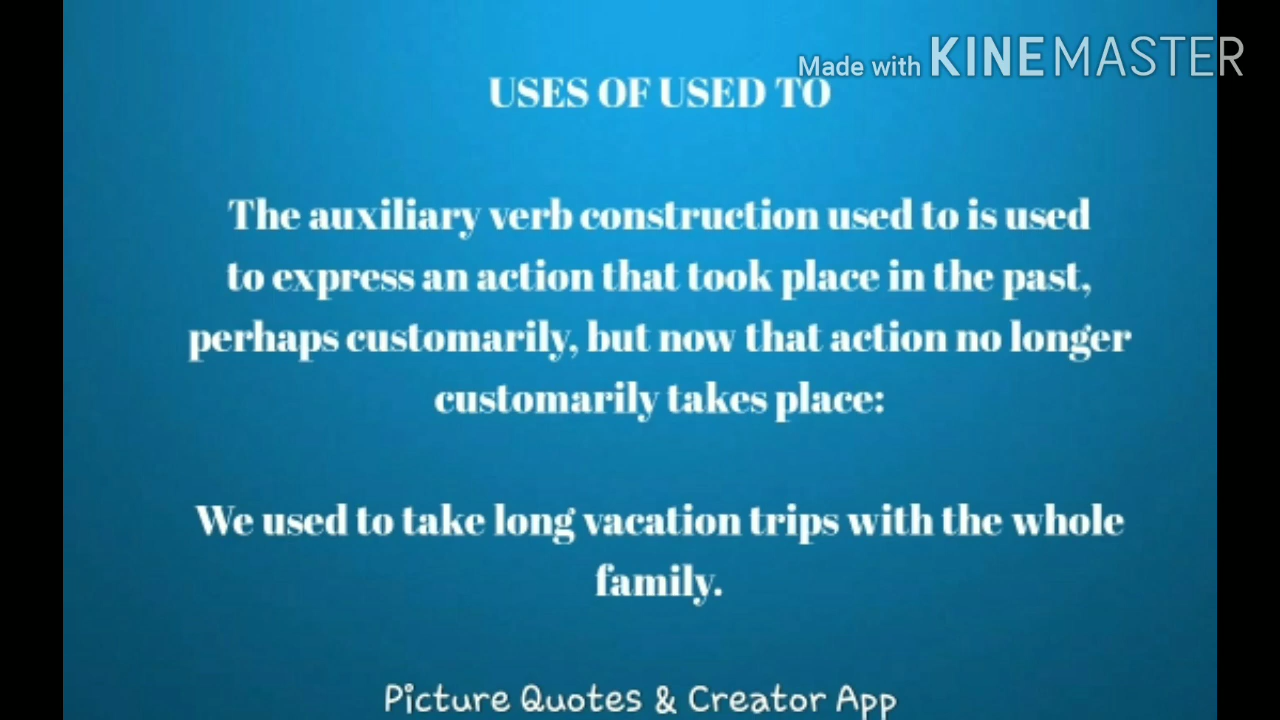 Made with KINEMASTER
USES OF USED TO
The auxiliary verb construction used to is used
to express an action that took place in the past,
perhaps customarily, but now that action no longer
customarily takes place:
We used to take long vacation trips with the whole
family.
Picture Quotes & Creator App